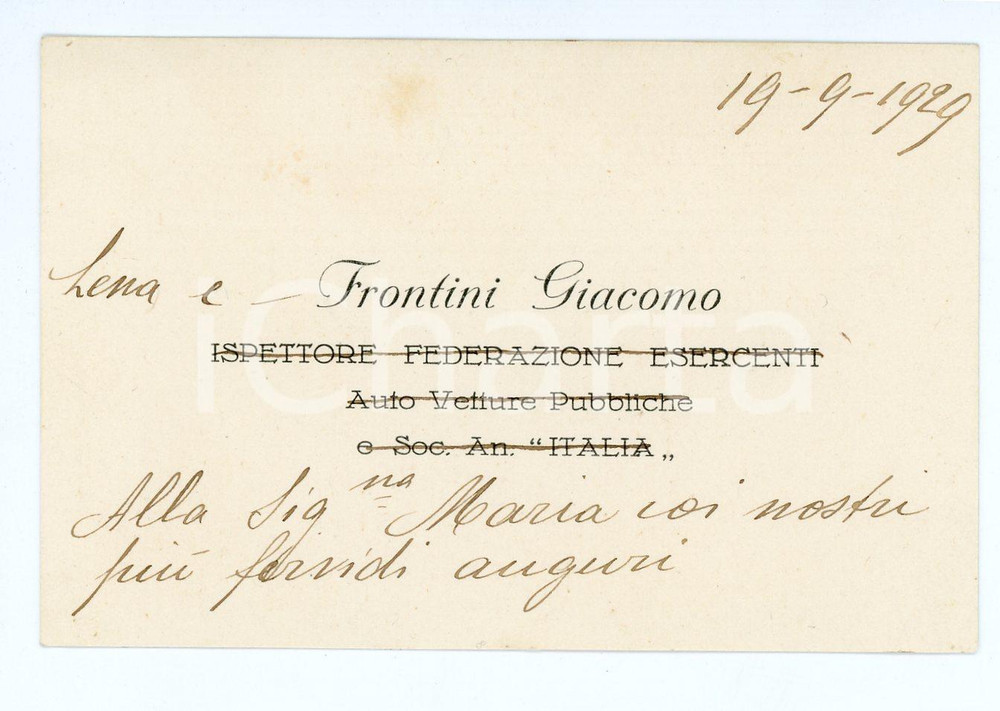 19-9-1929
Lena e - Frontini Giacomo
ISPETTORE FEDERAZIONE ESERCENTI
Auto Vetture Pubbliche
e Soc. An. "ITALIA„
Alla Sig na Maria coi nostri
più fervidi auguri
iCharta